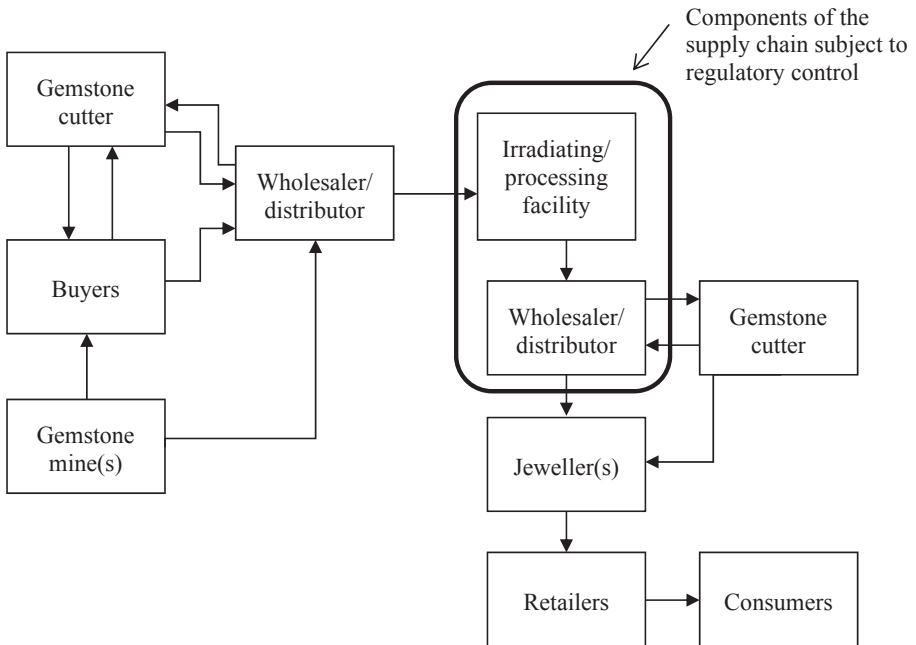 Components of the
supply chain subject to
regulatory control
Gemstone
cutter
Irradiating/
processing
facility
Wholesaler/
distributor
Buyers
Wholesaler/
distributor
Gemstone
cutter
Gemstone
mine(s)
Jeweller(s)
Retailers
Consumers